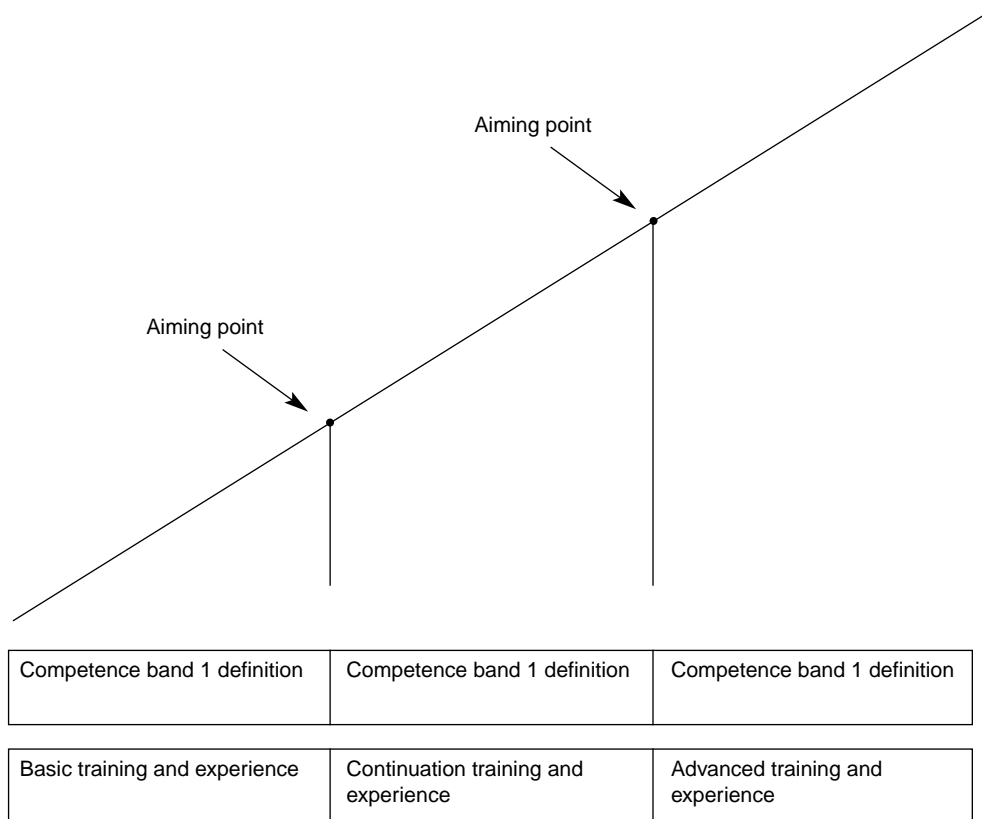 Aiming point
Aiming point
Competence band 1 definition
Competence band 1 definition
Competence band 1 definition
Basic training and experience
Continuation training and
experience
Advanced training and
experience